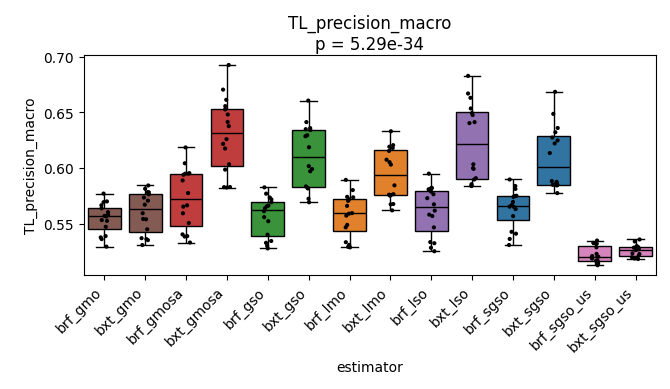 TL_precision_macro
p = 5.29e-34
TL_precision_macro
0.70
0.65
0.60
0.55
brf_gmo
bxt_gmo
brf_gmosa
bxt_gmosa
brf_gso
bxt_gso
brf_lmo
bxt_lmo
brf_lso
bxt_lso
brf_sgso
bxt_sgso
brf_sgso_us
bxt_sgso_us
estimator